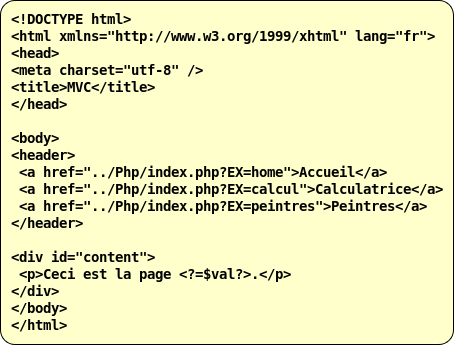 <!DOCTYPE html>
<html xmlns="http://www.w3.org/1999/xhtml" lang="fr">
<head>
<meta charset="utf-8" />
<title>MVC</title>
</head>

<body>
<header>
 <a href="../Php/index.php?EX=home">Accueil</a>
 <a href="../Php/index.php?EX=calcul">Calculatrice</a>
 <a href="../Php/index.php?EX=peintres">Peintres</a>
</header>

<div id="content">
 <p>Ceci est la page <?=$val?>.</p>
</div>
</body>
</html>